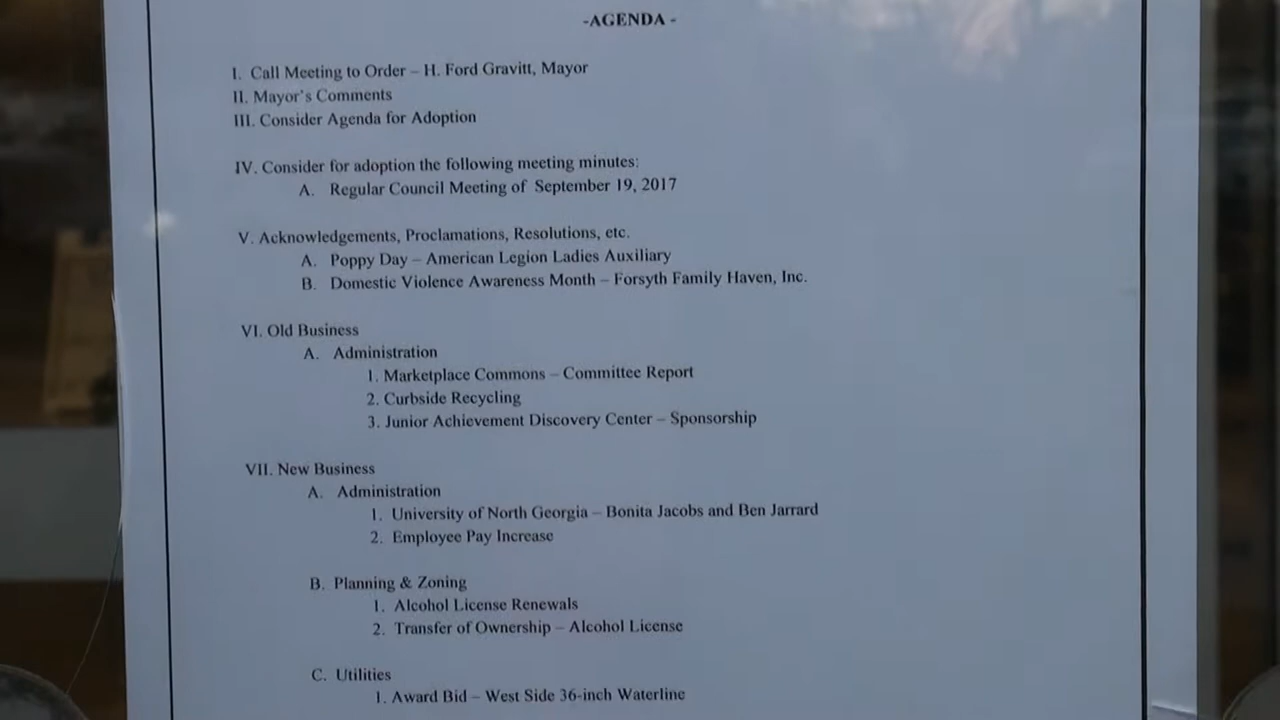 -AGENDA -
I. Call Meeting to Order – H. Ford Gravitt, Mayor
II. Mayor's Comments
III. Consider Agenda for Adoption
IV. Consider for adoption the following meeting minutes:
A. Regular Council Meeting of September 19, 2017
V. Acknowledgements, Proclamations, Resolutions, etc.
A. Poppy Day – American Legion Ladies Auxiliary
B. Domestic Violence Awareness Month – Forsyth Family Haven, Inc.
VI. Old Business
A. Administration
1. Marketplace Commons – Committee Report
2. Curbside Recycling
3. Junior Achievement Discovery Center – Sponsorship
VII. New Business
A. Administration
1. University of North Georgia – Bonita Jacobs and Ben Jarrard
2. Employee Pay Increase
B. Planning & Zoning
1. Alcohol License Renewals
2. Transfer of Ownership – Alcohol License
C. Utilities
1. Award Bid – West Side 36-inch Waterline